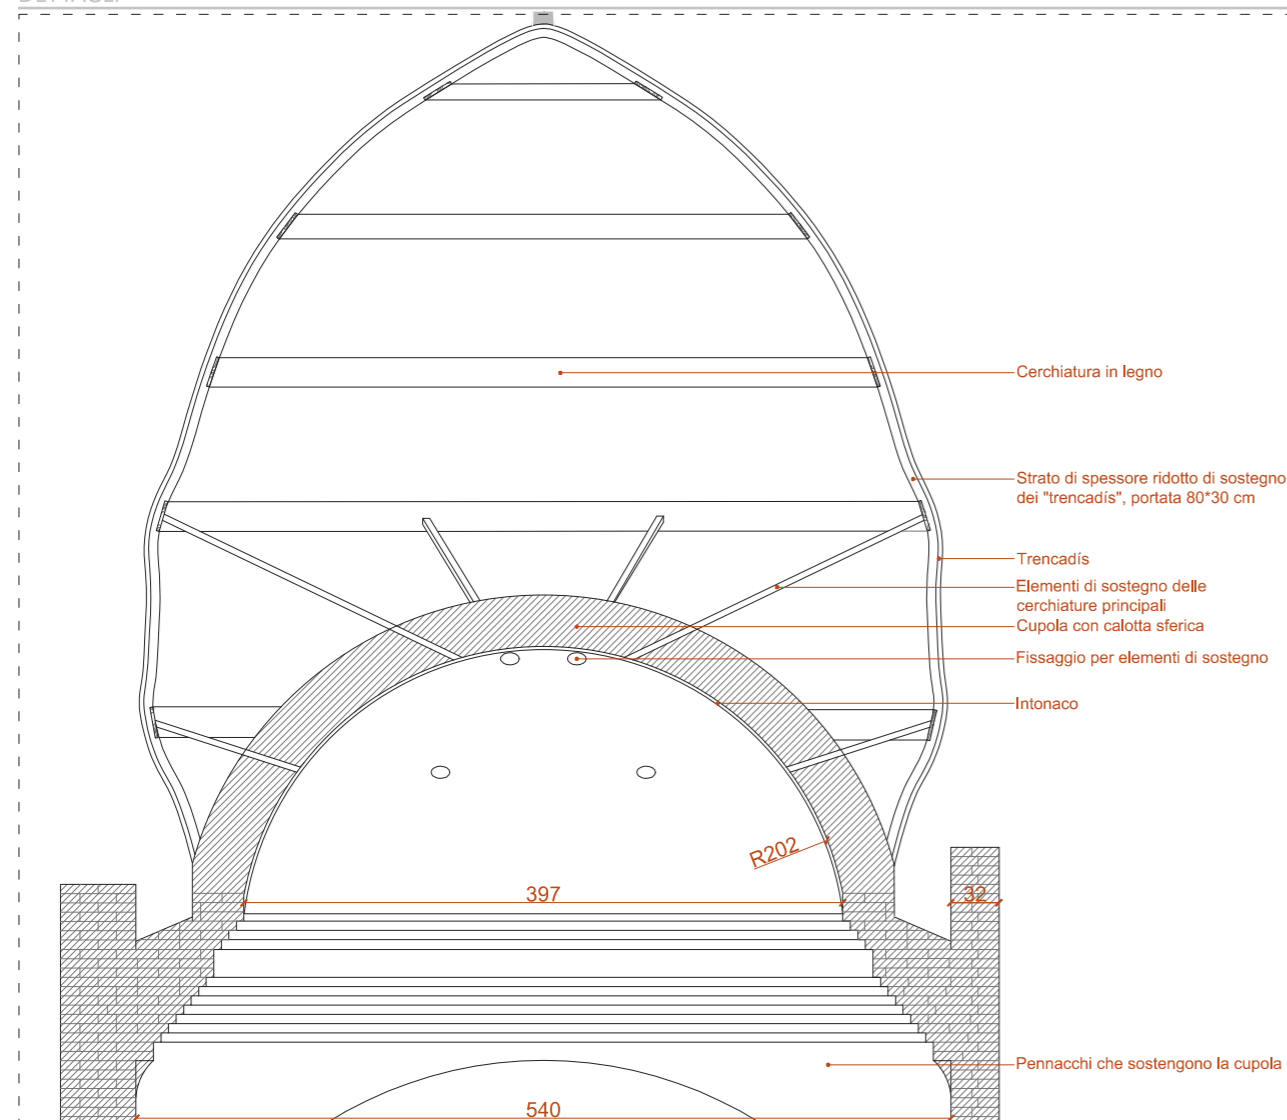 Cerchiatura in legno
Strato di spessore ridotto di sostegno
dei "trencadís", portata 80*30 cm
Trencadís
Elementi di sostegno delle
cerchiature principali
Cupola con calotta sferica
Fissaggio per elementi di sostegno
Intonaco
R202
397
32
Pennacchi che sostengono la cupola
540